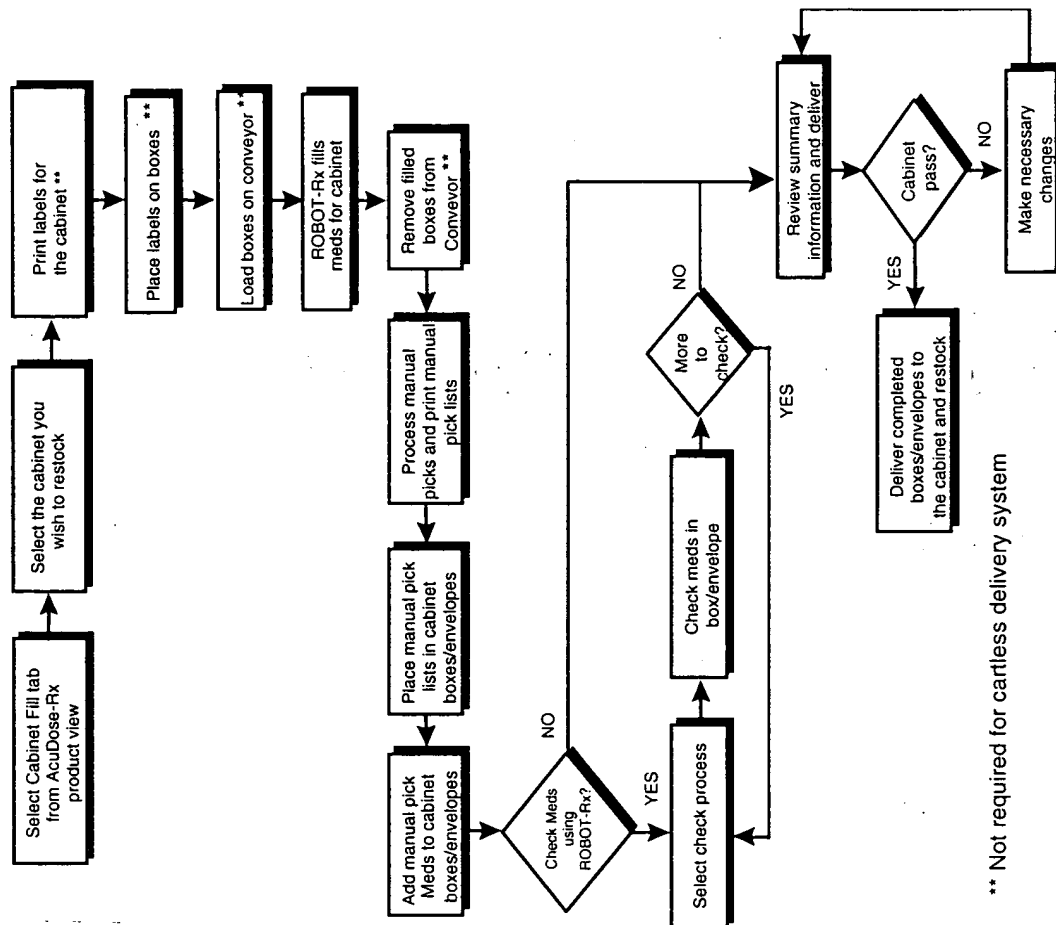 Select Cabinet Fill tab
from AcuDose-Rx
product view
Select the cabinet you
wish to restock
Print labels for
the cabinet **
Place labels on boxes **
Load boxes on conveyor **
ROBOT-Rx fills
meds for cabinet
Remove filled
boxes from
Conveyor **
Process manual
picks and print manual
pick lists
Place manual pick
lists in cabinet
boxes/envelopes
Add manual pick
Meds to cabinet
boxes/envelopes
Check Meds
using
ROBOT-Rx?
NO
YES
Select check process
Check meds in
box/envelope
More
to
check?
NO
YES
Review summary
information and deliver
Cabinet
pass?
NO
YES
Make necessary
changes
Deliver completed
boxes/envelopes to
the cabinet and restock
** Not required for cartless delivery system